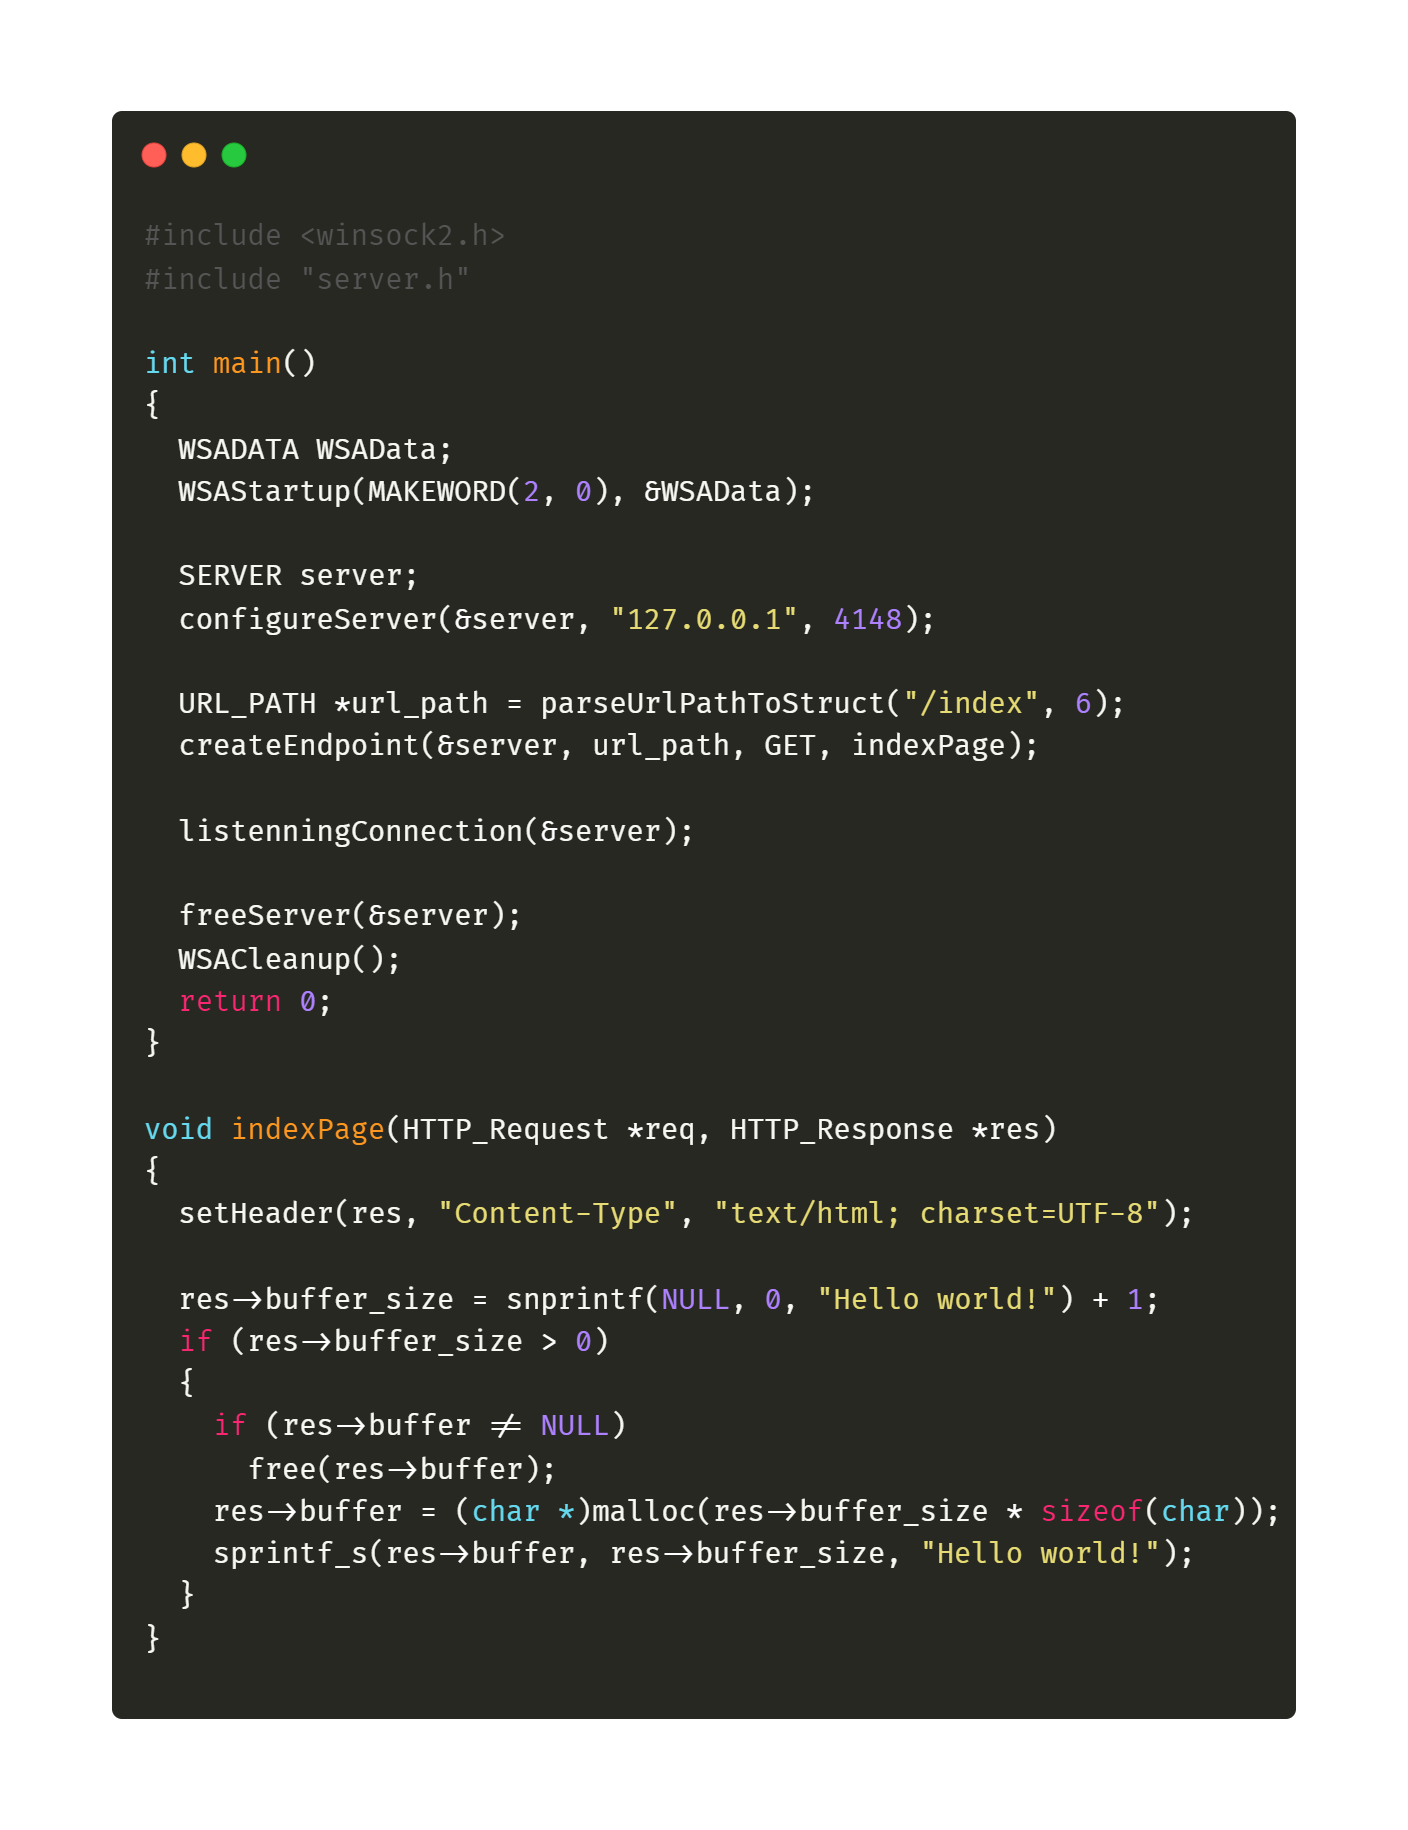 #include <winsock2.h>
#include "server.h"

int main()
{
  WSADATA WSAData;
  WSAStartup(MAKEWORD(2, 0), &WSAData);

  SERVER server;
  configureServer(&server, "127.0.0.1", 4148);

  URL_PATH *url_path = parseUrlPathToStruct("/index", 6);
  createEndpoint(&server, url_path, GET, indexPage);

  listenningConnection(&server);

  freeServer(&server);
  WSACleanup();
  return 0;
}

void indexPage(HTTP_Request *req, HTTP_Response *res)
{
  setHeader(res, "Content-Type", "text/html; charset=UTF-8");

  res->buffer_size = snprintf(NULL, 0, "Hello world!") + 1;
  if (res->buffer_size > 0)
  {
    if (res->buffer != NULL)
      free(res->buffer);
    res->buffer = (char *)malloc(res->buffer_size * sizeof(char));
    sprintf_s(res->buffer, res->buffer_size, "Hello world!");
  }
}